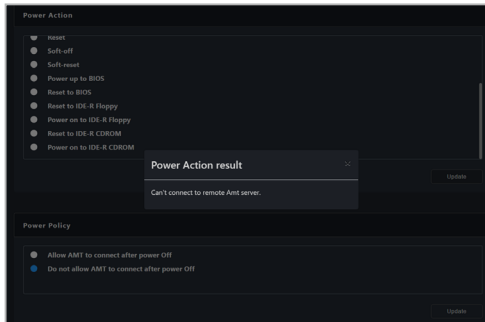 Power Action
Reset
Soft-off
Soft-reset
Power up to BIOS
Reset to BIOS
Reset to IDE-R Floppy
Power on to IDE-R Floppy
Reset to IDE-R CDROM
Power on to IDE-R CDROM
Power Action result
Can't connect to remote Amt server.
Update
Power Policy
Allow AMT to connect after power Off
Do not allow AMT to connect after power Off
Update